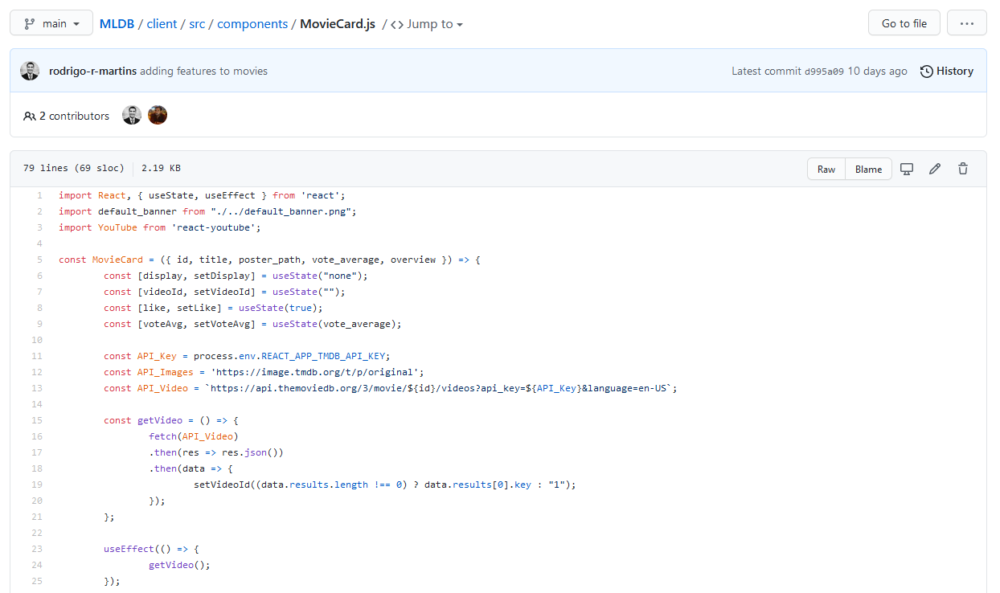 main MLDB / client / src / components / MovieCard.js / <> Jump to Go to file ...
rodrigo-r-martins adding features to movies Latest commit d995a09 10 days ago History
2 contributors
79 lines (69 sloc) 2.19 KB Raw Blame
1 import React, { useState, useEffect } from 'react';
2 import default_banner from "./../default_banner.png";
3 import YouTube from 'react-youtube';
4
5 const MovieCard = ({ id, title, poster_path, vote_average, overview }) => {
6 const [display, setDisplay] = useState("none");
7 const [videoId, setVideoId] = useState("");
8 const [like, setLike] = useState(true);
9 const [voteAvg, setVoteAvg] = useState(vote_average);
10
11 const API_Key = process.env.REACT_APP_TMDB_API_KEY;
12 const API_Images = 'https://image.tmdb.org/t/p/original';
13 const API_Video = `https://api.themoviedb.org/3/movie/${id}/videos?api_key=${API_Key}&language=en-US`;
14
15 const getVideo = () => {
16 fetch(API_Video)
17 .then(res => res.json())
18 .then(data => {
19 setVideoId((data.results.length !== 0) ? data.results[0].key : "1");
20 });
21 };
22
23 useEffect(() => {
24 getVideo();
25 });